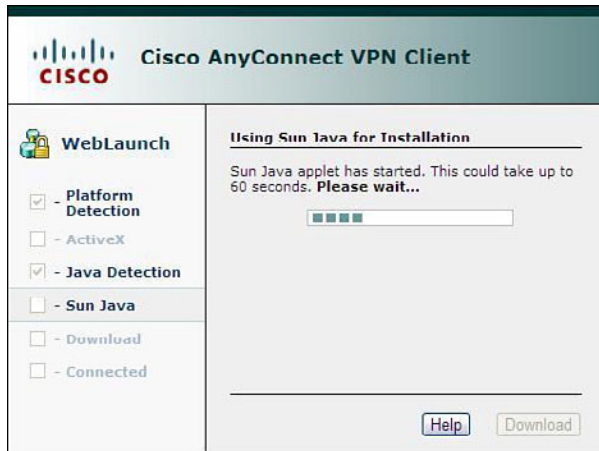 CISCO
Cisco AnyConnect VPN Client
WebLaunch
- Platform
Detection
- ActiveX
- Java Detection
- Sun Java
- Download
- Connected
Using Sun Java for Installation
Sun Java applet has started. This could take up to
60 seconds. Please wait...
Help
Download